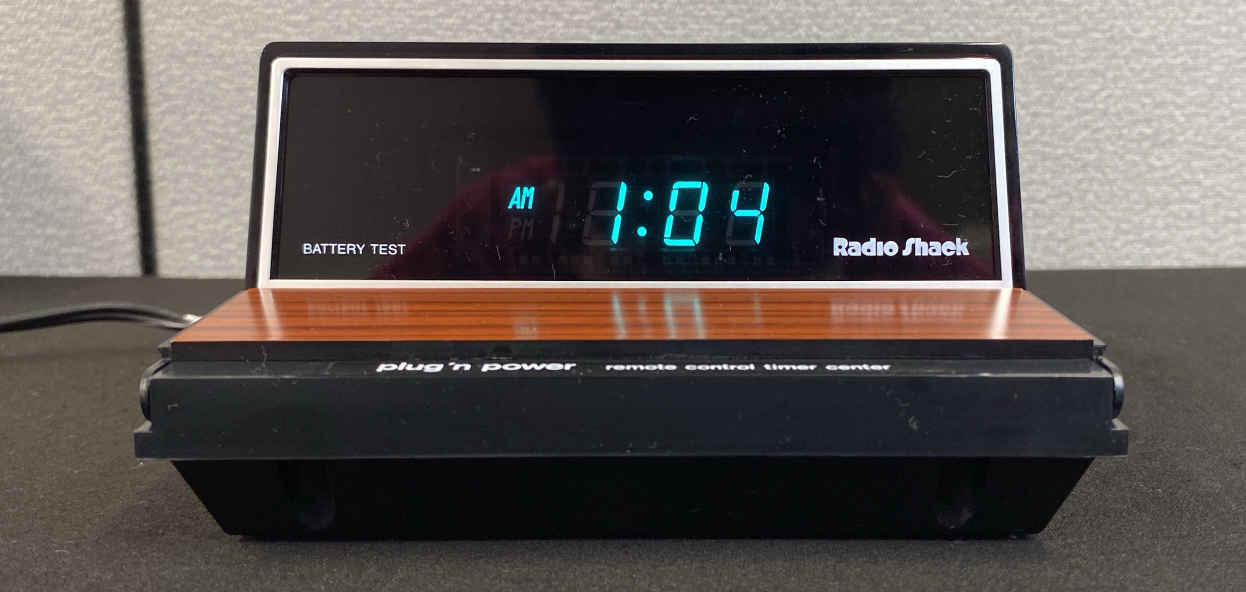 AM 1:04
PM
BATTERY TEST
Radio Shack
plug 'n power remote control timer center